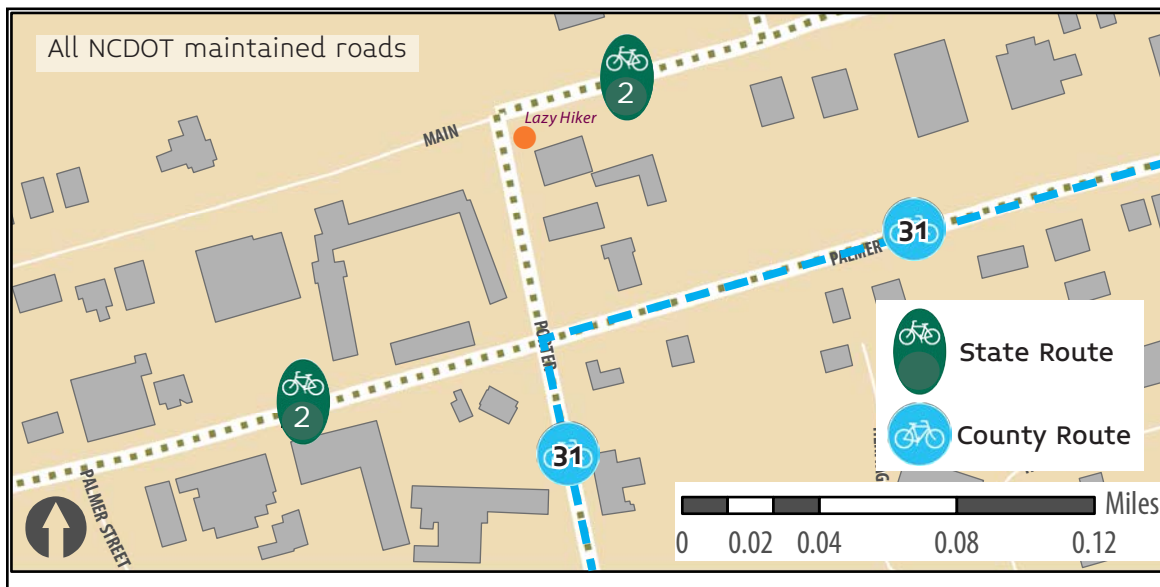 All NCDOT maintained roads
2
Lazy Hiker
MAIN
31
PALMER
PORTER
State Route
2
County Route
31
PALMER STREET
Miles
0 0.02 0.04 0.08 0.12